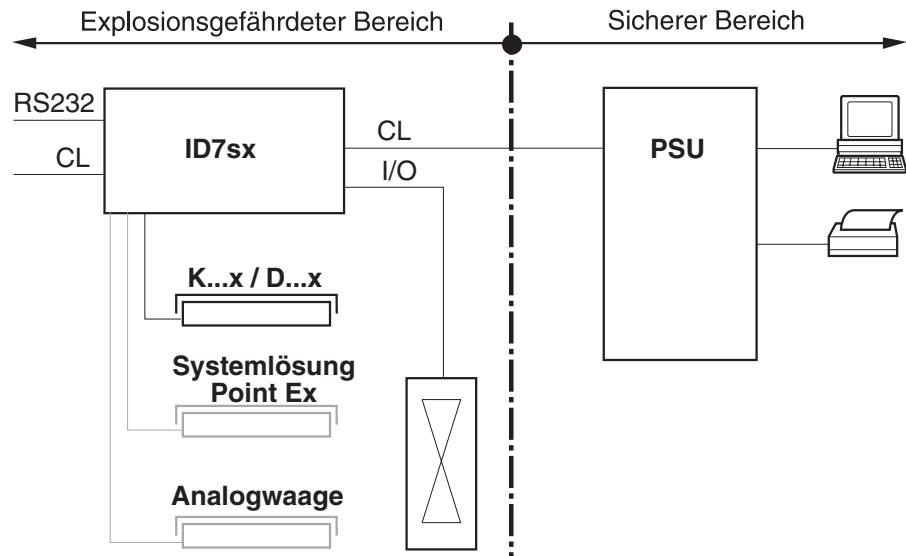 Explosionsgefährdeter Bereich
Sicherer Bereich
RS232
CL
ID7sx
CL
I/O
PSU
K...x / D...x
Systemlösung
Point Ex
Analogwaage